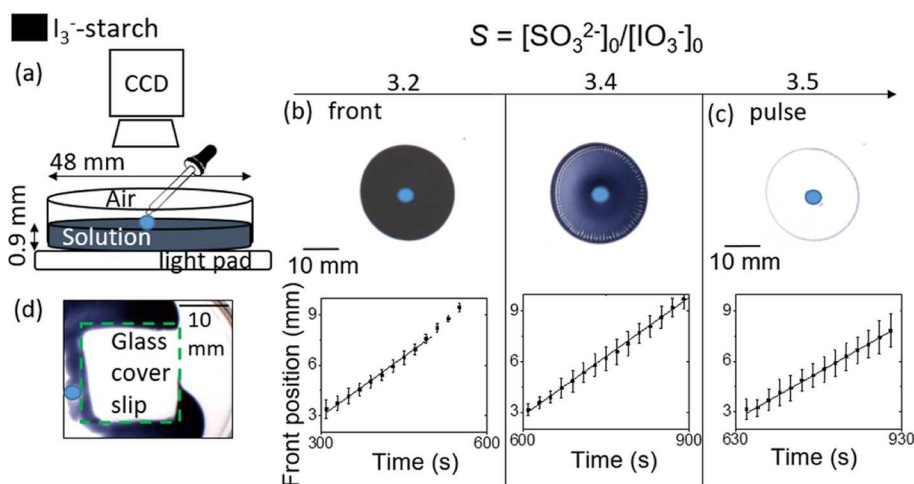 I₃⁻-starch
S = [SO₃²⁻]₀/[IO₃⁻]₀
(a)
CCD
48 mm
Air
Solution
0.9 mm
light pad
3.2
3.4
3.5
(b) front
(c) pulse
10 mm
10 mm
(d)
10
mm
Glass
cover
slip
Front position (mm)
9
6
3
300
600
Time (s)
9
6
3
600
900
Time (s)
9
6
3
630
930
Time (s)